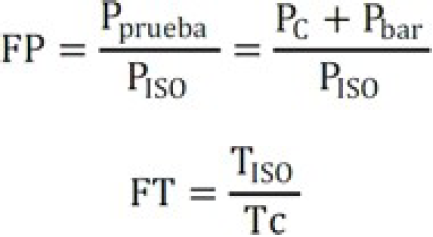 FP = P_prueba / P_ISO = (P_C + P_bar) / P_ISO
FT = T_ISO / Tc